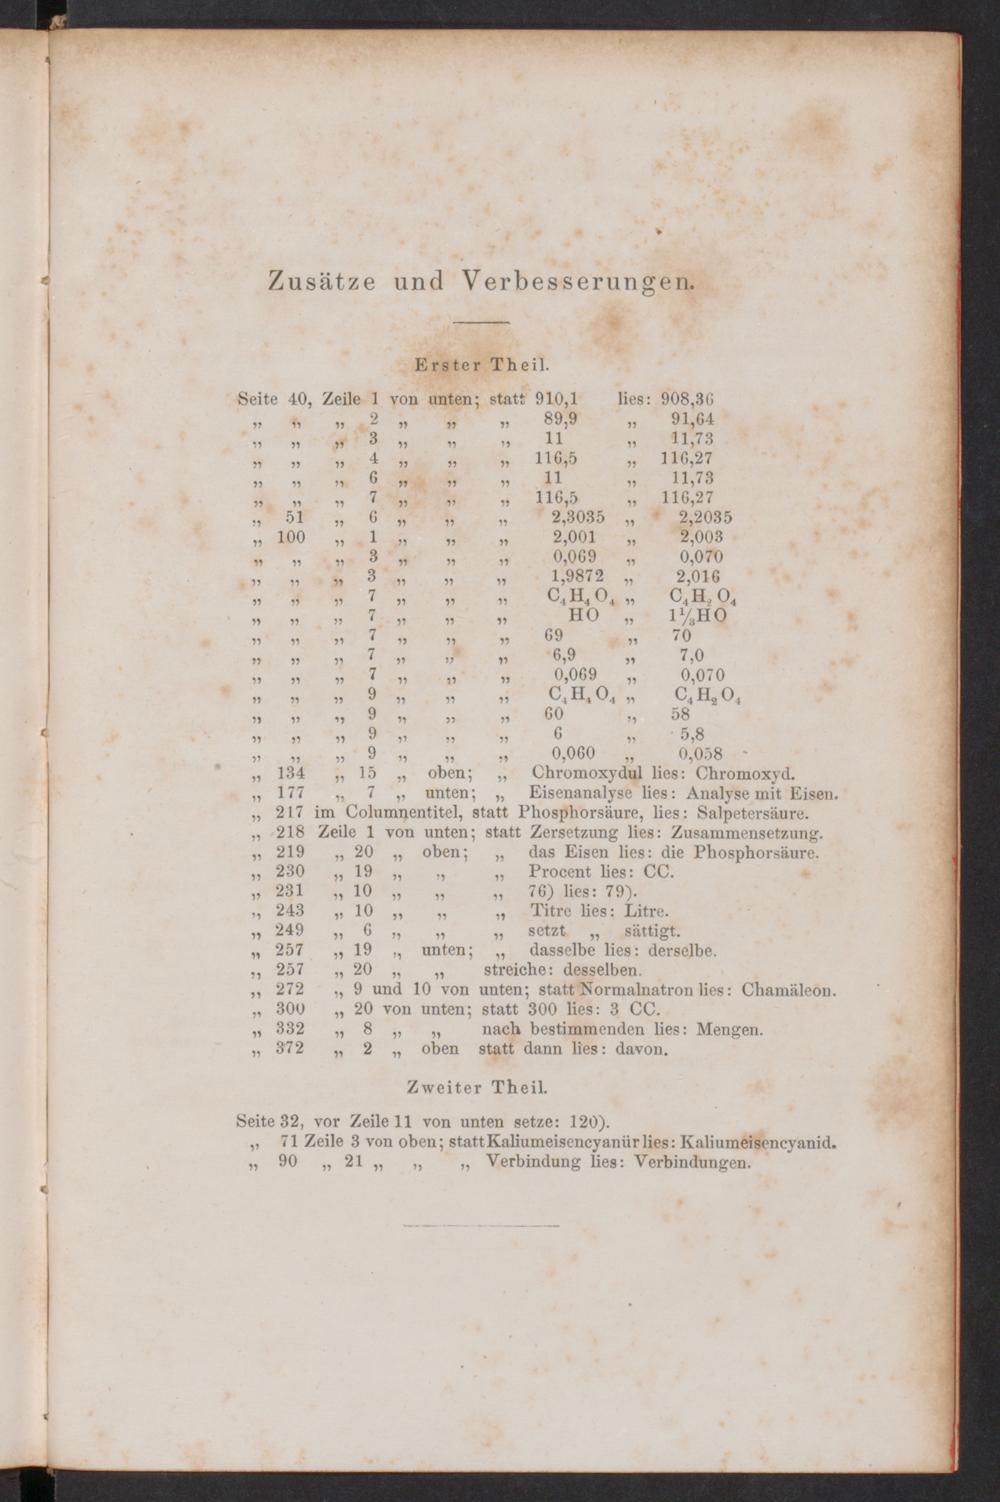 Zusätze und Verbesserungen.
Erster Theil.
Seite 40, Zeile 1 von unten; statt 910,1 lies: 908,36
„ „ „ 2 „ „ „ 89,9 „ 91,64
„ „ „ 3 „ „ „ 11 „ 11,73
„ „ „ 4 „ „ „ 116,5 „ 116,27
„ „ „ 6 „ „ „ 11 „ 11,73
„ „ „ 7 „ „ „ 116,5 „ 116,27
„ 51 „ 6 „ „ „ 2,3035 „ 2,2035
„ 100 „ 1 „ „ „ 2,001 „ 2,003
„ „ „ 3 „ „ „ 0,069 „ 0,070
„ „ „ 3 „ „ „ 1,9872 „ 2,016
„ „ „ 7 „ „ „ C₄H₄O₄ „ C₄H₂O₄
„ „ „ 7 „ „ „ HO „ 1⅓HO
„ „ „ 7 „ „ „ 69 „ 70
„ „ „ 7 „ „ „ 6,9 „ 7,0
„ „ „ 7 „ „ „ 0,069 „ 0,070
„ „ „ 9 „ „ „ C₄H₄O₄ „ C₄H₂O₄
„ „ „ 9 „ „ „ 60 „ 58
„ „ „ 9 „ „ „ 6 „ 5,8
„ „ „ 9 „ „ „ 0,060 „ 0,058
„ 134 „ 15 „ oben; „ Chromoxydul lies: Chromoxyd.
„ 177 „ 7 „ unten; „ Eisenanalyse lies: Analyse mit Eisen.
„ 217 im Columnentitel, statt Phosphorsäure, lies: Salpetersäure.
„ 218 Zeile 1 von unten; statt Zersetzung lies: Zusammensetzung.
„ 219 „ 20 „ oben; „ das Eisen lies: die Phosphorsäure.
„ 230 „ 19 „ „ „ Procent lies: CC.
„ 231 „ 10 „ „ „ 76) lies: 79).
„ 243 „ 10 „ „ „ Titre lies: Litre.
„ 249 „ 6 „ „ „ setzt „ sättigt.
„ 257 „ 19 „ unten; „ dasselbe lies: derselbe.
„ 257 „ 20 „ „ streiche: desselben.
„ 272 „ 9 und 10 von unten; statt Normalnatron lies: Chamäleon.
„ 300 „ 20 von unten; statt 300 lies: 3 CC.
„ 332 „ 8 „ „ nach bestimmenden lies: Mengen.
„ 372 „ 2 „ oben statt dann lies: davon.
Zweiter Theil.
Seite 32, vor Zeile 11 von unten setze: 120).
„ 71 Zeile 3 von oben; statt Kaliumeisencyanür lies: Kaliumeisencyanid.
„ 90 „ 21 „ „ „ Verbindung lies: Verbindungen.